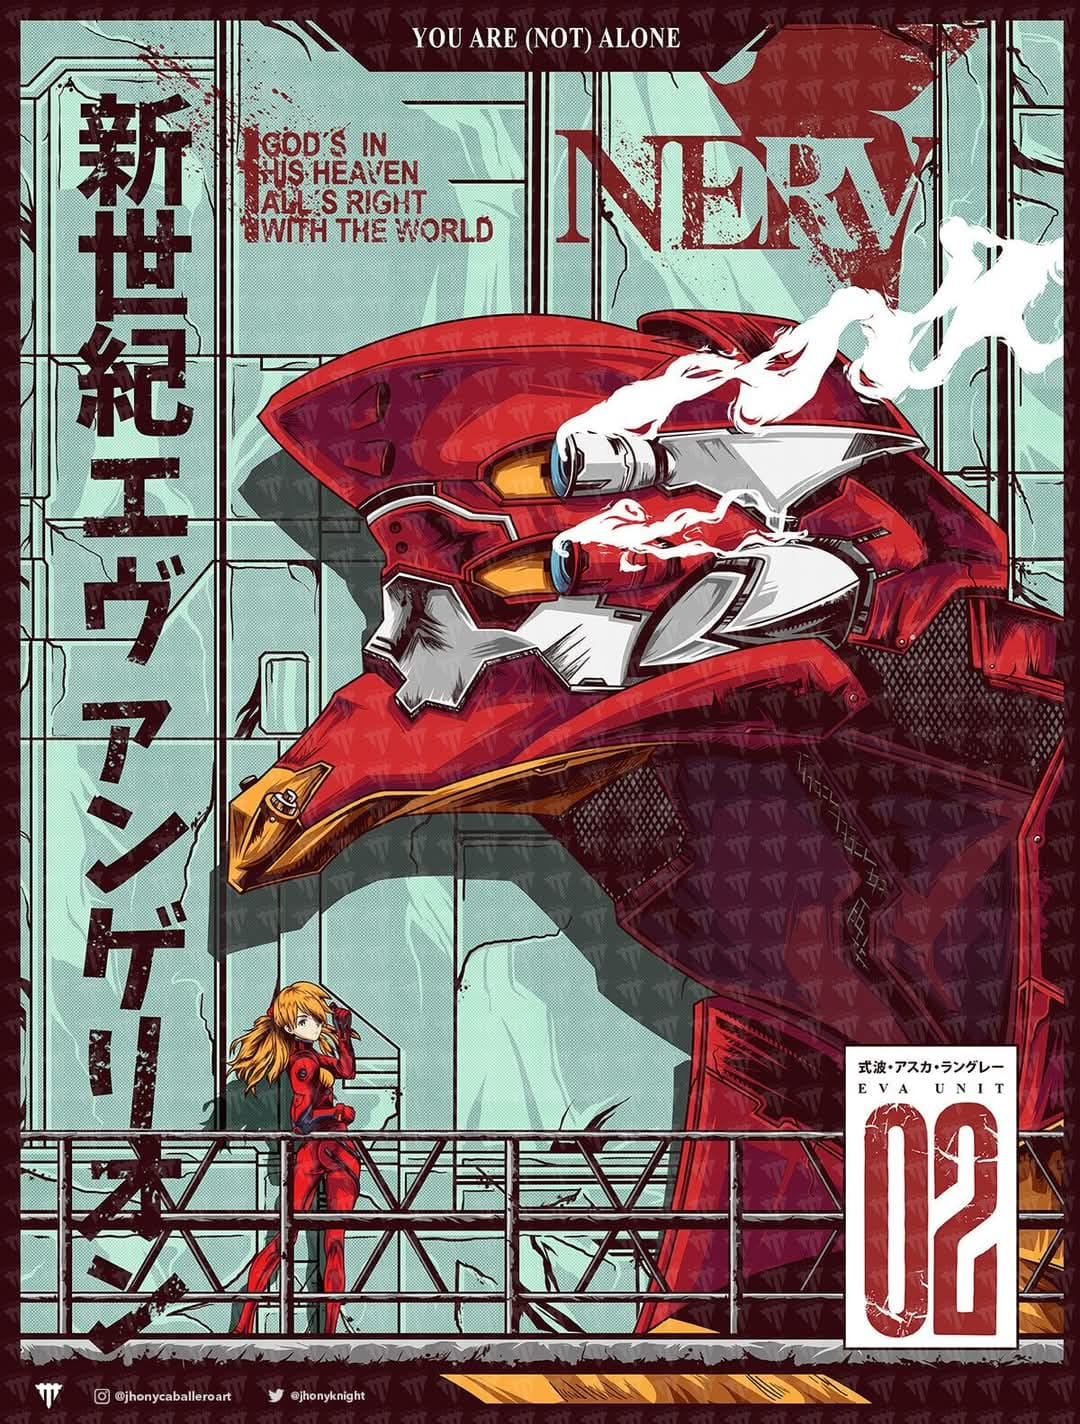 YOU ARE (NOT) ALONE
新世紀エヴァンゲリオン
GOD'S IN
HIS HEAVEN
ALL'S RIGHT
WITH THE WORLD
NERV
式波・アスカ・ラングレー
EVA UNIT
02
@jhonycaballeroart
@jhonyknight